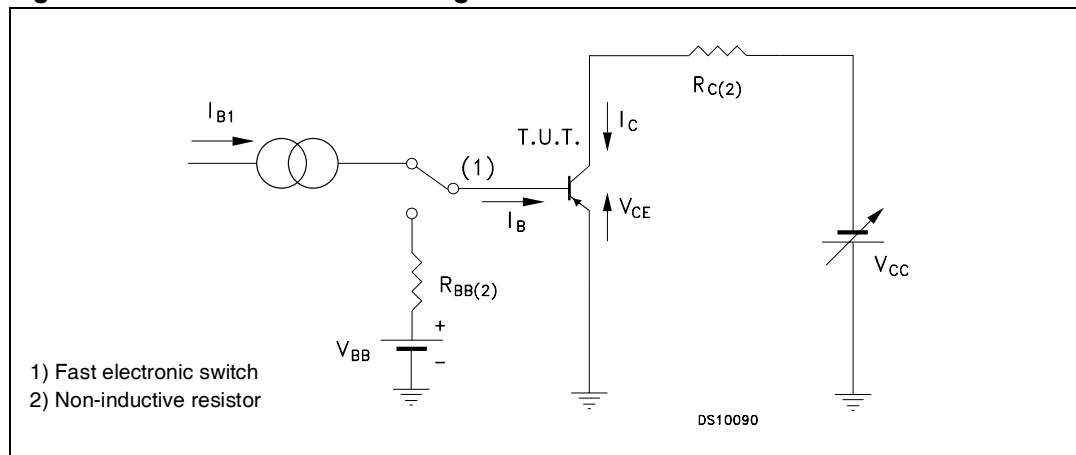 I_B1
R_C(2)
I_C
T.U.T.
(1)
V_CE
I_B
V_CC
R_BB(2)
+
V_BB
-
1) Fast electronic switch
2) Non-inductive resistor
DS10090